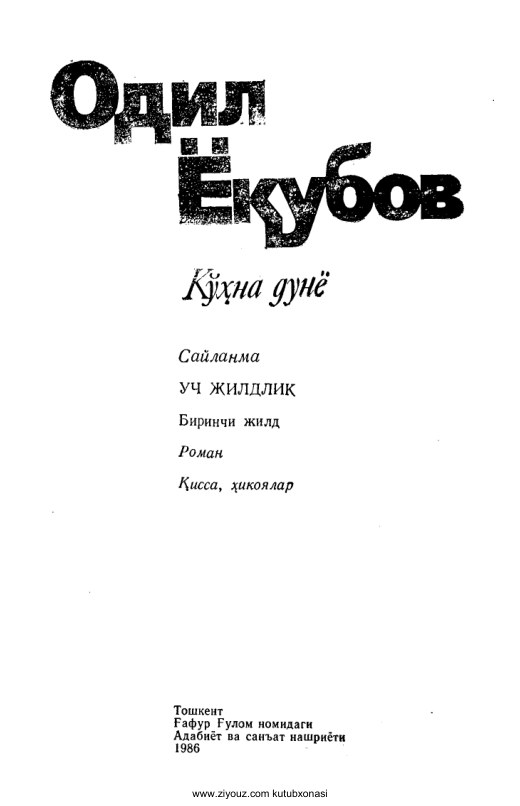 Одил
Ёқубов
Кўҳна дунё
Сайланма
УЧ ЖИЛДЛИК
Биринчи жилд
Роман
Қисса, ҳикоялар
Тошкент
Ғафур Ғулом номидаги
Адабиёт ва санъат нашриёти
1986
www.ziyouz.com kutubxonasi